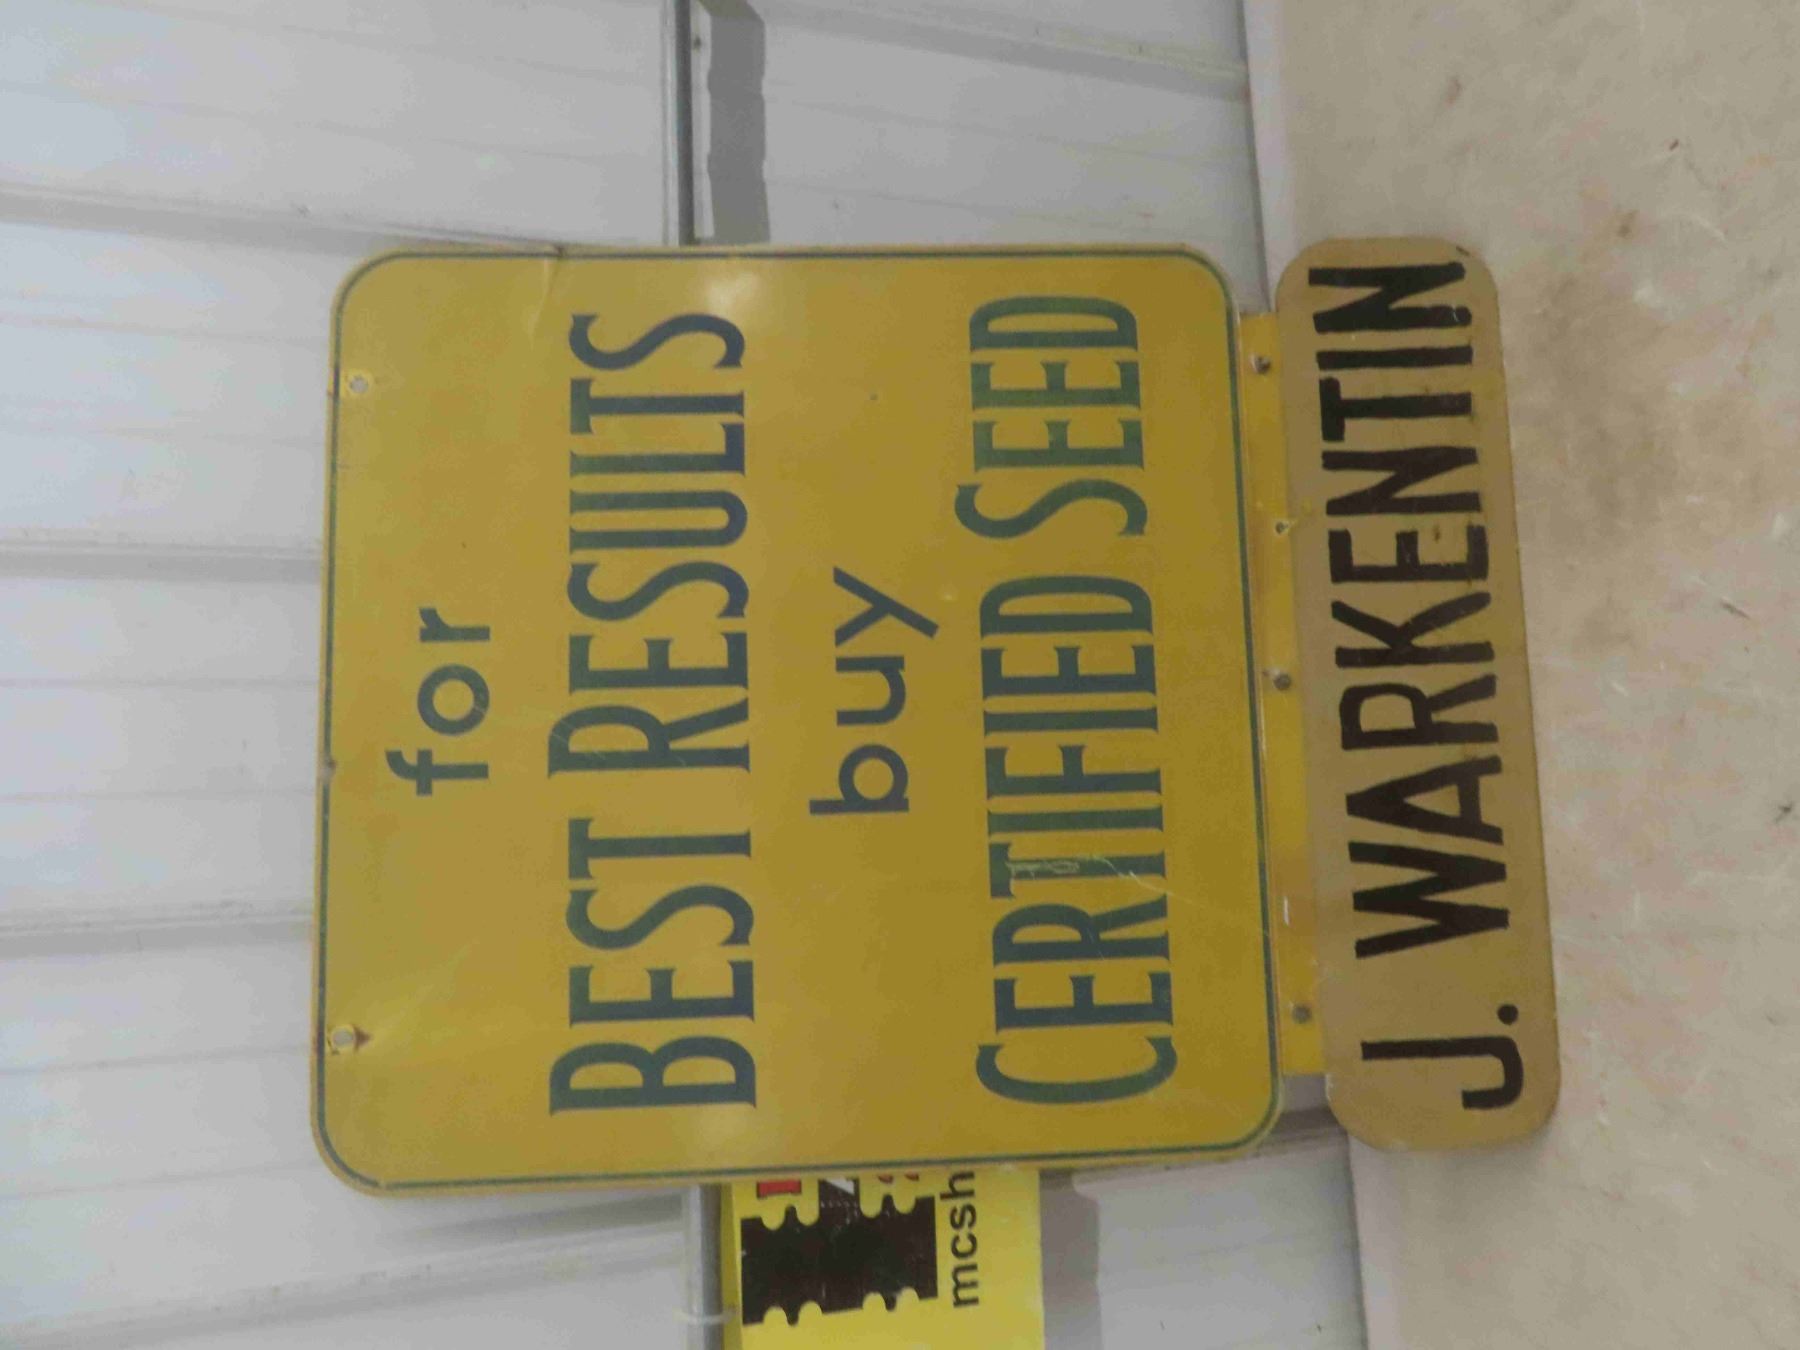 for
BEST RESULTS
buy
CERTIFIED SEED
J. WARKENTIN
mcsh